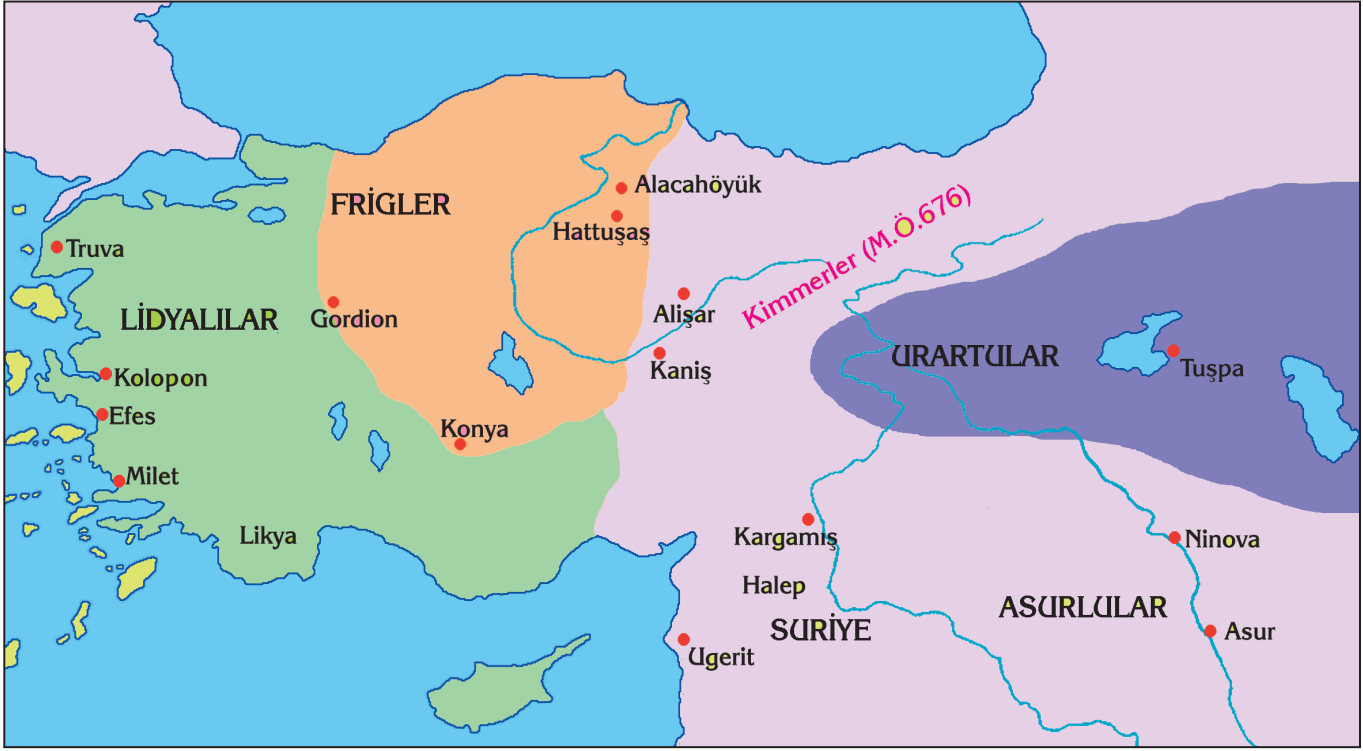 Alacahöyük
FRİGLER
Hattuşaş
Kimmerler (M.Ö.676)
Truva
LİDYALILAR
Gordion
Alişar
URARTULAR
Tuşpa
Kaniş
Kolopon
Efes
Konya
Milet
Likya
Kargamış
Ninova
Halep
ASURLULAR
SURİYE
Asur
Ugerit